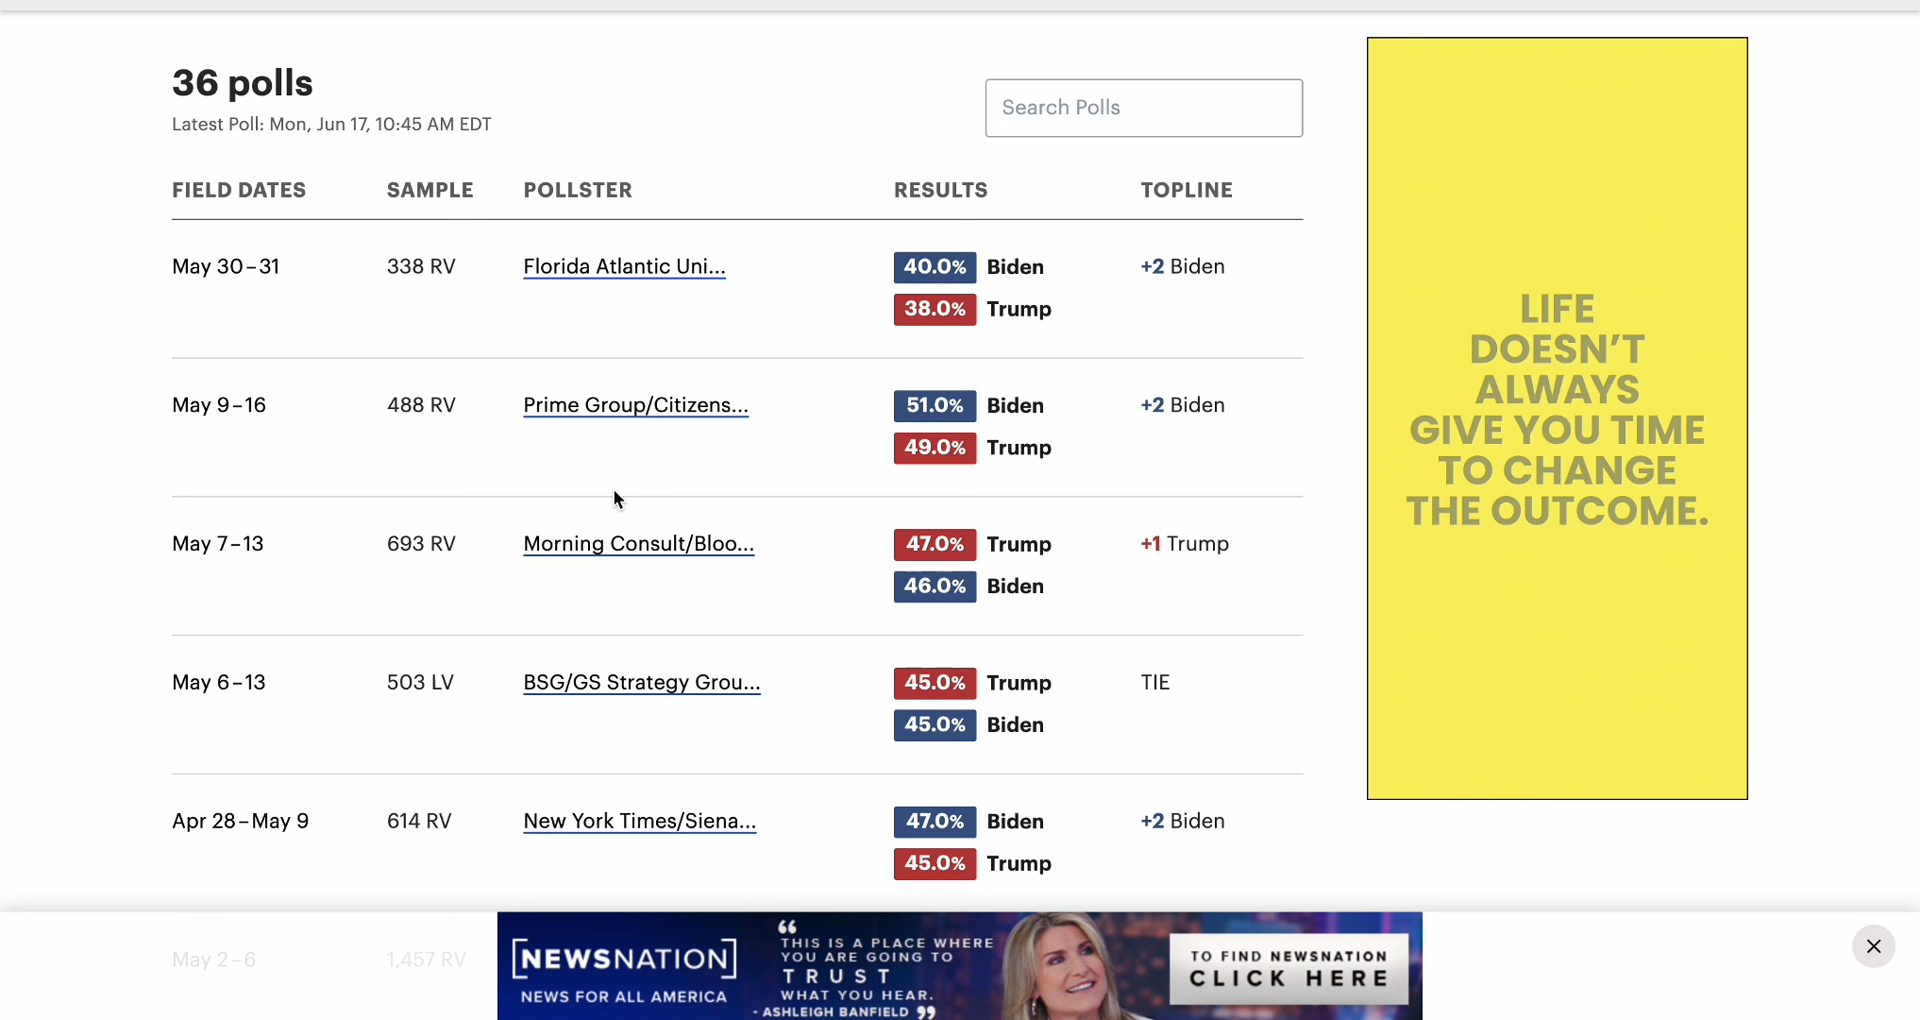 36 polls
Latest Poll: Mon, Jun 17, 10:45 AM EDT
Search Polls
FIELD DATES SAMPLE POLLSTER RESULTS TOPLINE
May 30–31 338 RV Florida Atlantic Uni... 40.0% Biden +2 Biden
38.0% Trump
May 9–16 488 RV Prime Group/Citizens... 51.0% Biden +2 Biden
49.0% Trump
May 7–13 693 RV Morning Consult/Bloo... 47.0% Trump +1 Trump
46.0% Biden
May 6–13 503 LV BSG/GS Strategy Grou... 45.0% Trump TIE
45.0% Biden
Apr 28–May 9 614 RV New York Times/Siena... 47.0% Biden +2 Biden
45.0% Trump
May 2–6 1,457 RV
LIFE
DOESN’T
ALWAYS
GIVE YOU TIME
TO CHANGE
THE OUTCOME.
[NEWSNATION]
NEWS FOR ALL AMERICA
“
THIS IS A PLACE WHERE
YOU ARE GOING TO
TRUST
WHAT YOU HEAR.
- ASHLEIGH BANFIELD ”
TO FIND NEWSNATION
CLICK HERE